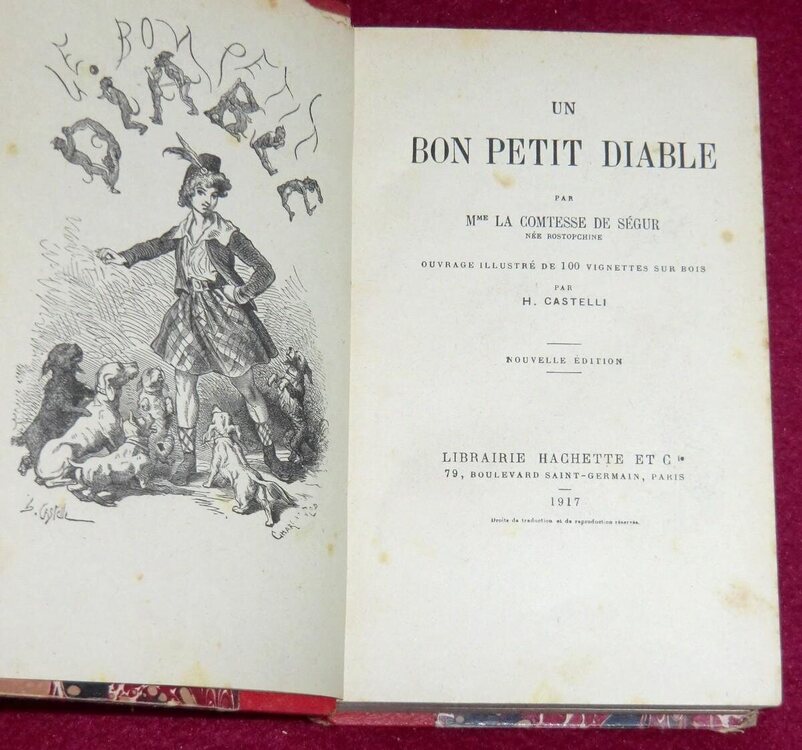 LE BON PETIT
DIABLE
h. Castelli
UN
BON PETIT DIABLE
PAR
MME LA COMTESSE DE SÉGUR
NÉE ROSTOPCHINE
OUVRAGE ILLUSTRÉ DE 100 VIGNETTES SUR BOIS
PAR
H. CASTELLI
NOUVELLE ÉDITION
LIBRAIRIE HACHETTE ET Cie
79, BOULEVARD SAINT-GERMAIN, PARIS
1917
Droits de traduction et de reproduction réservés.